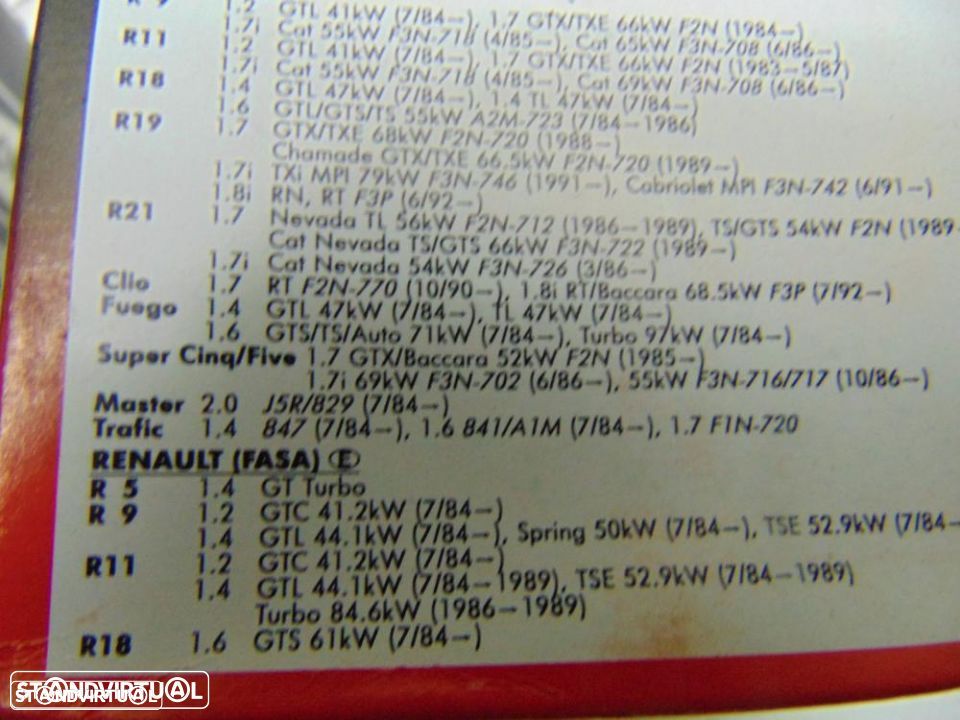 1.2 GTL 41kW (7/84–), 1.7 GTX/TXE 66kW F2N (1984–)
1.7i Cat 55kW F3N-718 (4/85–), Cat 65kW F3N-708 (6/86–)
R11 1.2 GTL 41kW (7/84–), 1.7 GTX/TXE 66kW F2N (1983–5/87)
1.7i Cat 55kW F3N-718 (4/85–), Cat 69kW F3N-708 (6/86–)
R18 1.4 GTL 47kW (7/84–), 1.4 TL 47kW (7/84–)
1.6 GTL/GTS/TS 55kW A2M-723 (7/84–1986)
R19 1.7 GTX/TXE 68kW F2N-720 (1988–)
Chamade GTX/TXE 66.5kW F2N-720 (1989–)
1.7i TXi MPI 79kW F3N-746 (1991–), Cabriolet MPI F3N-742 (6/91–)
1.8i RN, RT F3P (6/92–)
R21 1.7 Nevada TL 56kW F2N-712 (1986–1989), TS/GTS 54kW F2N (1989-
Cat Nevada TS/GTS 66kW F3N-722 (1989–)
1.7i Cat Nevada 54kW F3N-726 (3/86–)
Clio 1.7 RT F2N-770 (10/90–), 1.8i RT/Baccara 68.5kW F3P (7/92–)
Fuego 1.4 GTL 47kW (7/84–), TL 47kW (7/84–)
1.6 GTS/TS/Auto 71kW (7/84–), Turbo 97kW (7/84–)
Super Cinq/Five 1.7 GTX/Baccara 52kW F2N (1985–)
1.7i 69kW F3N-702 (6/86–), 55kW F3N-716/717 (10/86–)
Master 2.0 J5R/829 (7/84–)
Trafic 1.4 847 (7/84–), 1.6 841/A1M (7/84–), 1.7 F1N-720
RENAULT (FASA) E
R 5 1.4 GT Turbo
R 9 1.2 GTC 41.2kW (7/84–)
1.4 GTL 44.1kW (7/84–), Spring 50kW (7/84–), TSE 52.9kW (7/84–
R11 1.2 GTC 41.2kW (7/84–)
1.4 GTL 44.1kW (7/84–1989), TSE 52.9kW (7/84–1989)
Turbo 84.6kW (1986–1989)
R18 1.6 GTS 61kW (7/84–)
STANDVIRTUAL
STANDVIRTUAL